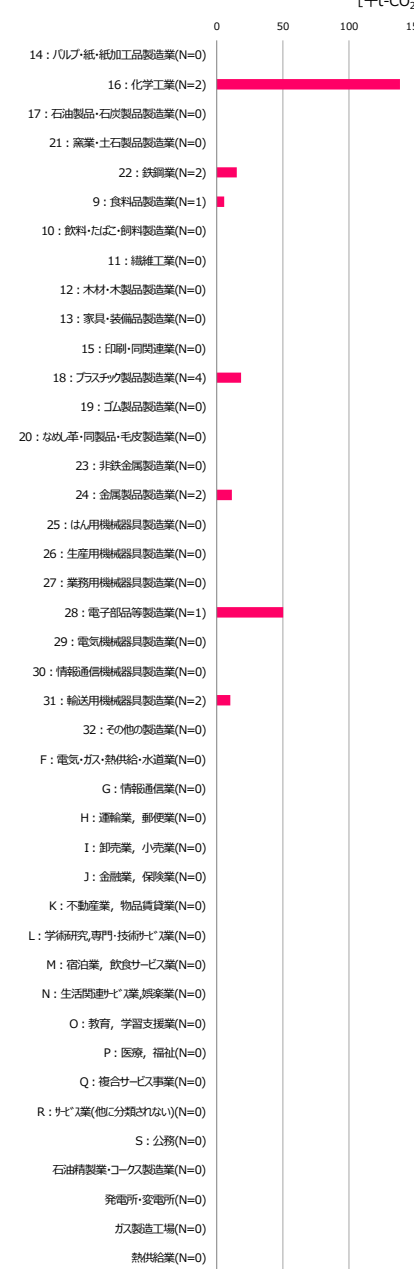 [千t-CO2
0 50 100 15
14：パルプ・紙・紙加工品製造業(N=0)
16：化学工業(N=2)
17：石油製品・石炭製品製造業(N=0)
21：窯業・土石製品製造業(N=0)
22：鉄鋼業(N=2)
9：食料品製造業(N=1)
10：飲料・たばこ・飼料製造業(N=0)
11：繊維工業(N=0)
12：木材・木製品製造業(N=0)
13：家具・装備品製造業(N=0)
15：印刷・同関連業(N=0)
18：プラスチック製品製造業(N=4)
19：ゴム製品製造業(N=0)
20：なめし革・同製品・毛皮製造業(N=0)
23：非鉄金属製造業(N=0)
24：金属製品製造業(N=2)
25：はん用機械器具製造業(N=0)
26：生産用機械器具製造業(N=0)
27：業務用機械器具製造業(N=0)
28：電子部品等製造業(N=1)
29：電気機械器具製造業(N=0)
30：情報通信機械器具製造業(N=0)
31：輸送用機械器具製造業(N=2)
32：その他の製造業(N=0)
F：電気・ガス・熱供給・水道業(N=0)
G：情報通信業(N=0)
H：運輸業，郵便業(N=0)
I：卸売業，小売業(N=0)
J：金融業，保険業(N=0)
K：不動産業，物品賃貸業(N=0)
L：学術研究,専門・技術ｻｰﾋﾞｽ業(N=0)
M：宿泊業，飲食サービス業(N=0)
N：生活関連ｻｰﾋﾞｽ業,娯楽業(N=0)
O：教育，学習支援業(N=0)
P：医療，福祉(N=0)
Q：複合サービス事業(N=0)
R：ｻｰﾋﾞｽ業(他に分類されない)(N=0)
S：公務(N=0)
石油精製業・コークス製造業(N=0)
発電所・変電所(N=0)
ガス製造工場(N=0)
熱供給業(N=0)